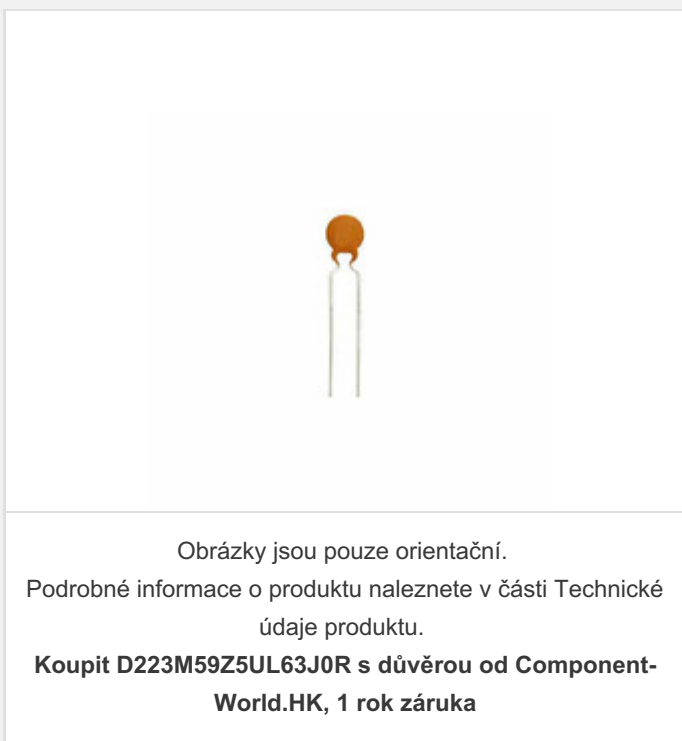 Obrázky jsou pouze orientační.
Podrobné informace o produktu naleznete v části Technické
údaje produktu.
Koupit D223M59Z5UL63J0R s důvěrou od Component-
World.HK, 1 rok záruka